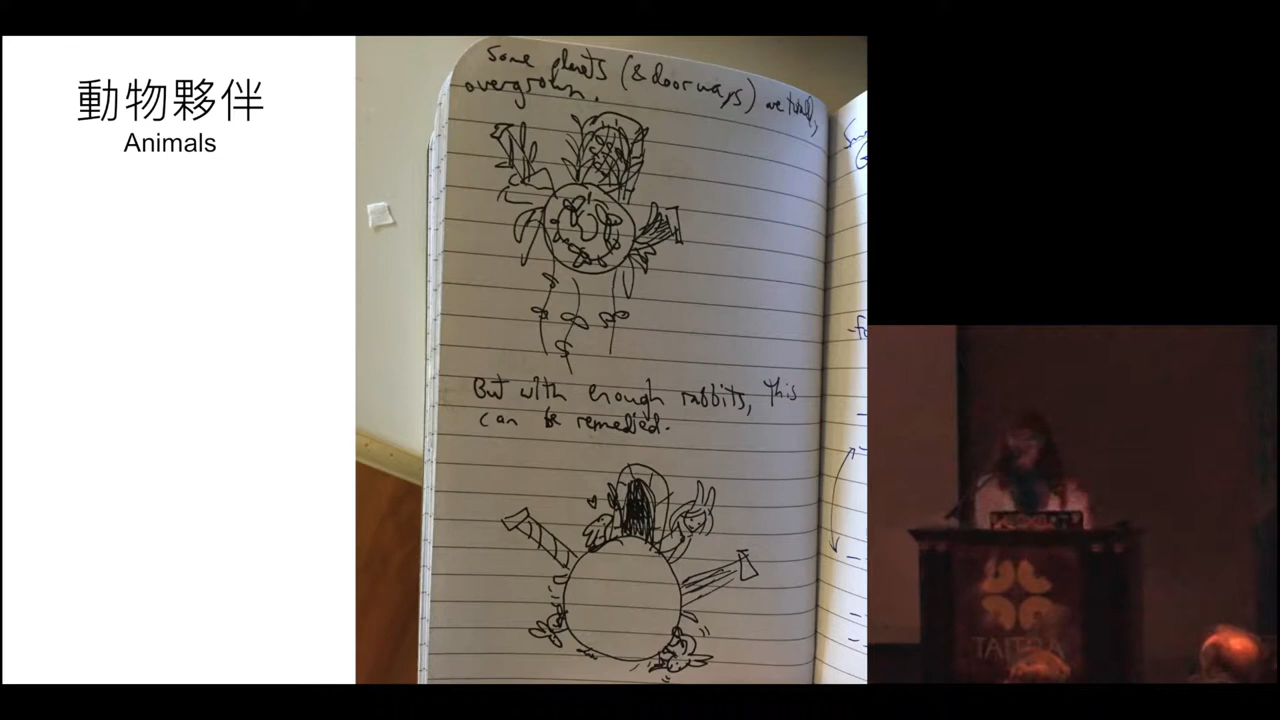 動物夥伴
Animals
Some planets (& doorways) are totally
overgrown.
But with enough rabbits, this
can be remedied.
TAITRA